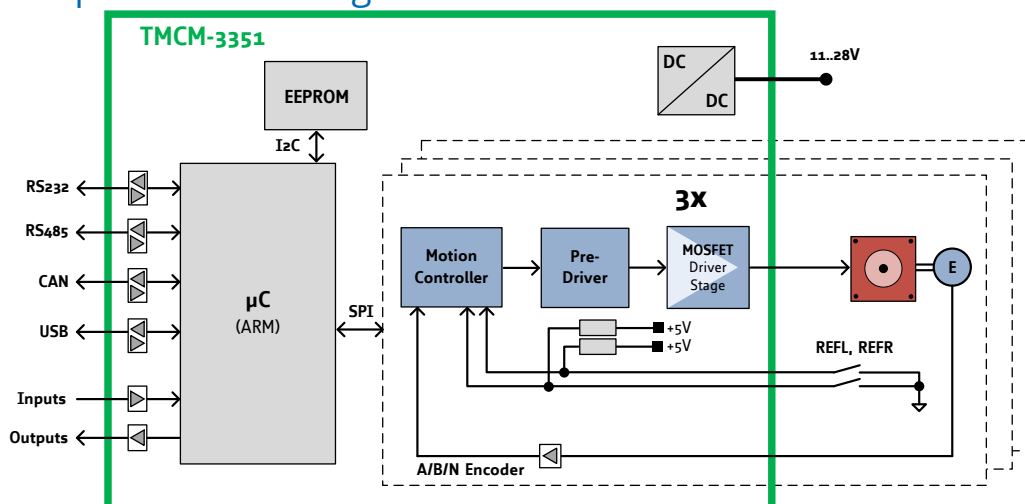 TMCM-3351
DC
DC
11..28V
EEPROM
I2C
RS232
RS485
CAN
USB
Inputs
Outputs
µC
(ARM)
SPI
3x
Motion
Controller
Pre-
Driver
MOSFET
Driver
Stage
E
+5V
+5V
REFL, REFR
A/B/N Encoder